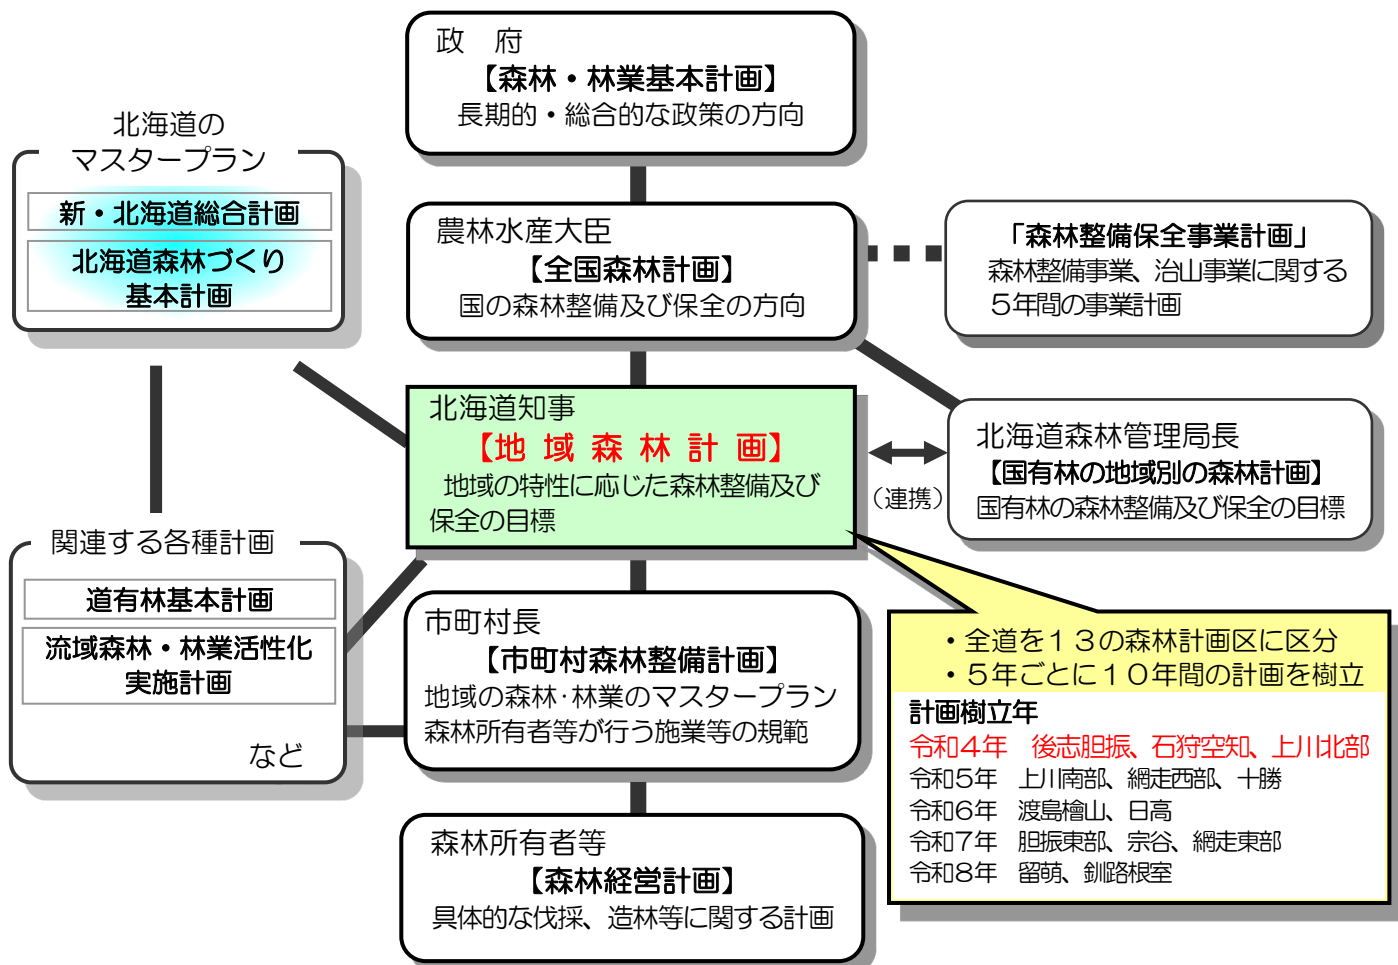 政　府
【森林・林業基本計画】
長期的・総合的な政策の方向
北海道の
マスタープラン
新・北海道総合計画
北海道森林づくり
基本計画
農林水産大臣
【全国森林計画】
国の森林整備及び保全の方向
「森林整備保全事業計画」
森林整備事業、治山事業に関する
５年間の事業計画
北海道知事
【地 域 森 林 計 画】
地域の特性に応じた森林整備及び
保全の目標
（連携）
北海道森林管理局長
【国有林の地域別の森林計画】
国有林の森林整備及び保全の目標
関連する各種計画
道有林基本計画
流域森林・林業活性化
実施計画
など
市町村長
【市町村森林整備計画】
地域の森林・林業のマスタープラン
森林所有者等が行う施業等の規範
・全道を１３の森林計画区に区分
・５年ごとに１０年間の計画を樹立
計画樹立年
令和４年　後志胆振、石狩空知、上川北部
令和５年　上川南部、網走西部、十勝
令和６年　渡島檜山、日高
令和７年　胆振東部、宗谷、網走東部
令和８年　留萌、釧路根室
森林所有者等
【森林経営計画】
具体的な伐採、造林等に関する計画